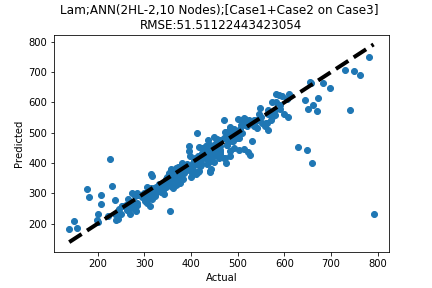 Lam;ANN(2HL-2,10 Nodes);[Case1+Case2 on Case3]
RMSE:51.51122443423054
800
700
600
500
400
300
200
Predicted
200 300 400 500 600 700 800
Actual